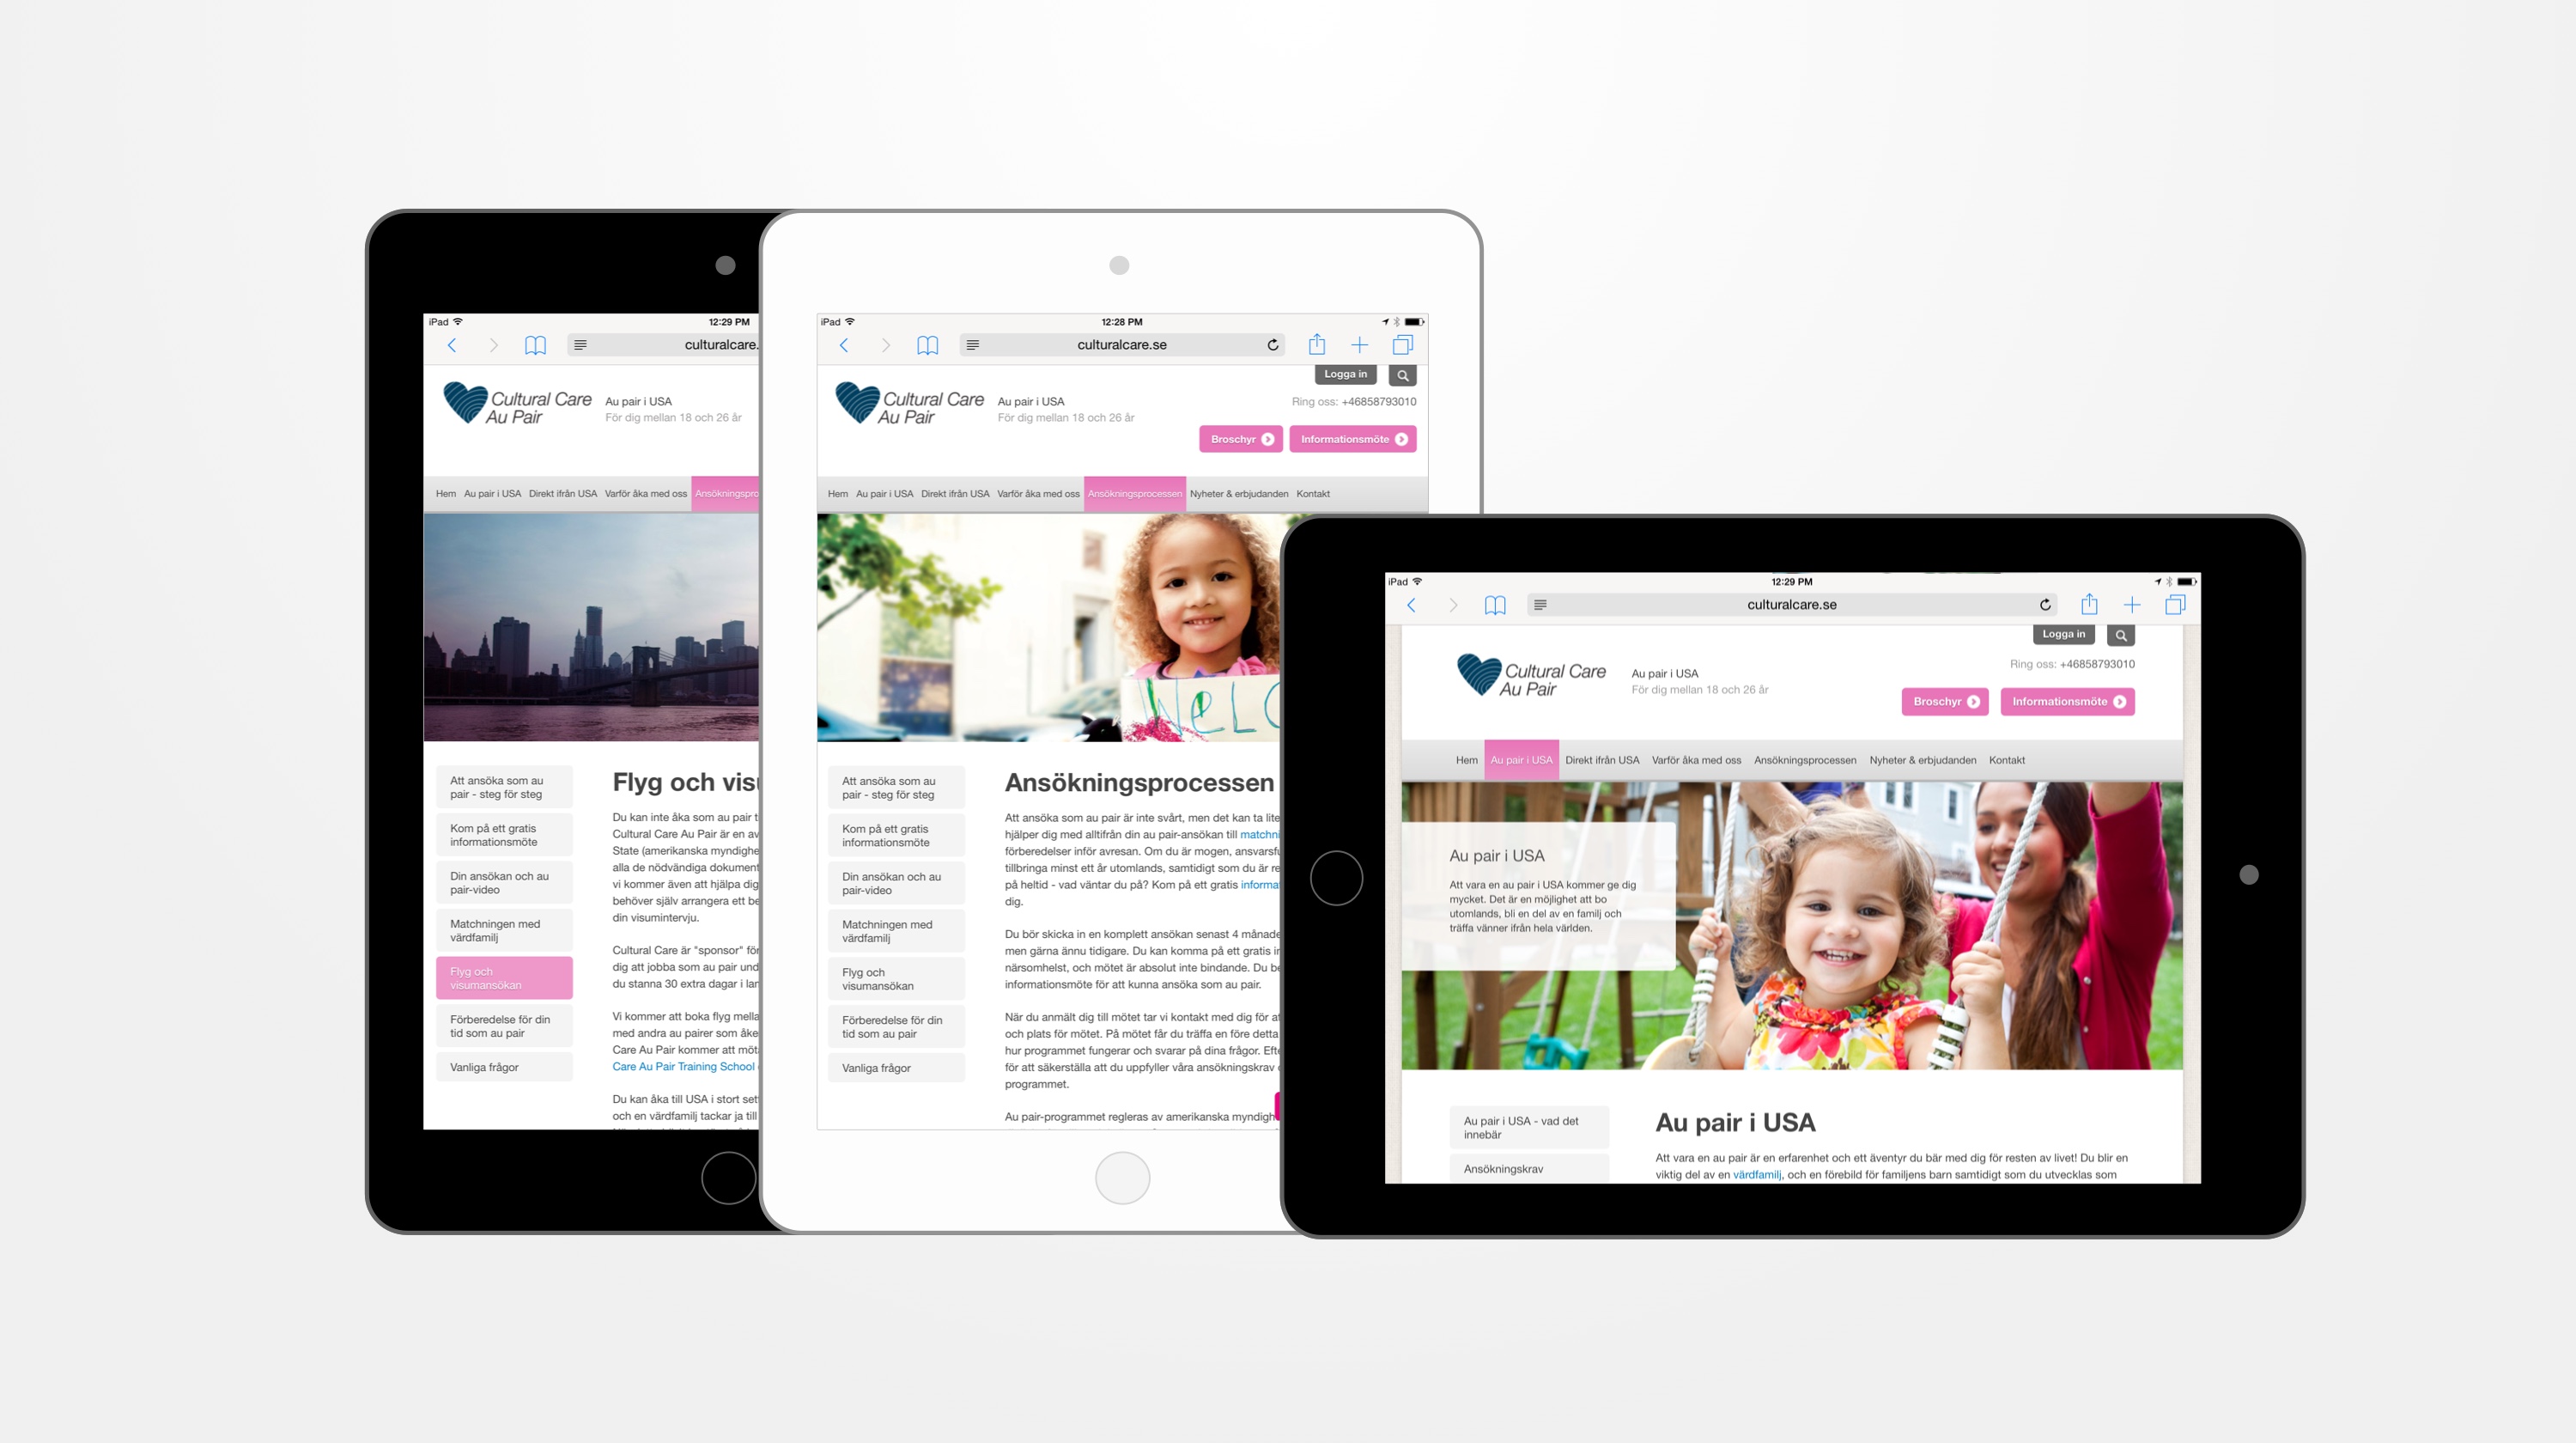 iPad
12:29 PM
culturalcare.
Cultural Care
Au Pair
Au pair i USA
För dig mellan 18 och 26 år
Hem Au pair i USA Direkt ifrån USA Varför åka med oss Ansökningspro
Att ansöka som au
pair - steg för steg
Kom på ett gratis
informationsmöte
Din ansökan och au
pair-video
Matchningen med
värdfamilj
Flyg och
visumansökan
Förberedelse för din
tid som au pair
Vanliga frågor
Flyg och vis
Du kan inte åka som au pair t
Cultural Care Au Pair är en av
State (amerikanska myndighe
alla de nödvändiga dokument
vi kommer även att hjälpa dig
behöver själv arrangera ett be
din visumintervju.
Cultural Care är "sponsor" för
dig att jobba som au pair und
du stanna 30 extra dagar i lan
Vi kommer att boka flyg mella
med andra au pairer som åke
Care Au Pair kommer att möt
Care Au Pair Training School
Du kan åka till USA i stort set
och en värdfamilj tackar ja till
iPad
12:28 PM
culturalcare.se
Logga in
Cultural Care
Au Pair
Au pair i USA
För dig mellan 18 och 26 år
Ring oss: +46858793010
Broschyr
Informationsmöte
Hem Au pair i USA Direkt ifrån USA Varför åka med oss Ansökningsprocessen Nyheter & erbjudanden Kontakt
WELC
Att ansöka som au
pair - steg för steg
Kom på ett gratis
informationsmöte
Din ansökan och au
pair-video
Matchningen med
värdfamilj
Flyg och
visumansökan
Förberedelse för din
tid som au pair
Vanliga frågor
Ansökningsprocessen
Att ansöka som au pair är inte svårt, men det kan ta lite
hjälper dig med alltifrån din au pair-ansökan till matchni
förberedelser inför avresan. Om du är mogen, ansvarsfu
tillbringa minst ett år utomlands, samtidigt som du är re
på heltid - vad väntar du på? Kom på ett gratis informa
dig.
Du bör skicka in en komplett ansökan senast 4 månade
men gärna ännu tidigare. Du kan komma på ett gratis in
närsomhelst, och mötet är absolut inte bindande. Du be
informationsmöte för att kunna ansöka som au pair.
När du anmält dig till mötet tar vi kontakt med dig för at
och plats för mötet. På mötet får du träffa en före detta
hur programmet fungerar och svarar på dina frågor. Efte
för att säkerställa att du uppfyller våra ansökningskrav
programmet.
Au pair-programmet regleras av amerikanska myndigh
iPad
12:29 PM
culturalcare.se
Logga in
Cultural Care
Au Pair
Au pair i USA
För dig mellan 18 och 26 år
Ring oss: +46858793010
Broschyr
Informationsmöte
Hem Au pair i USA Direkt ifrån USA Varför åka med oss Ansökningsprocessen Nyheter & erbjudanden Kontakt
Au pair i USA
Att vara en au pair i USA kommer ge dig
mycket. Det är en möjlighet att bo
utomlands, bli en del av en familj och
träffa vänner ifrån hela världen.
Au pair i USA - vad det
innebär
Ansökningskrav
Au pair i USA
Att vara en au pair är en erfarenhet och ett äventyr du bär med dig för resten av livet! Du blir en
viktig del av en värdfamilj, och en förebild för familjens barn samtidigt som du utvecklas som